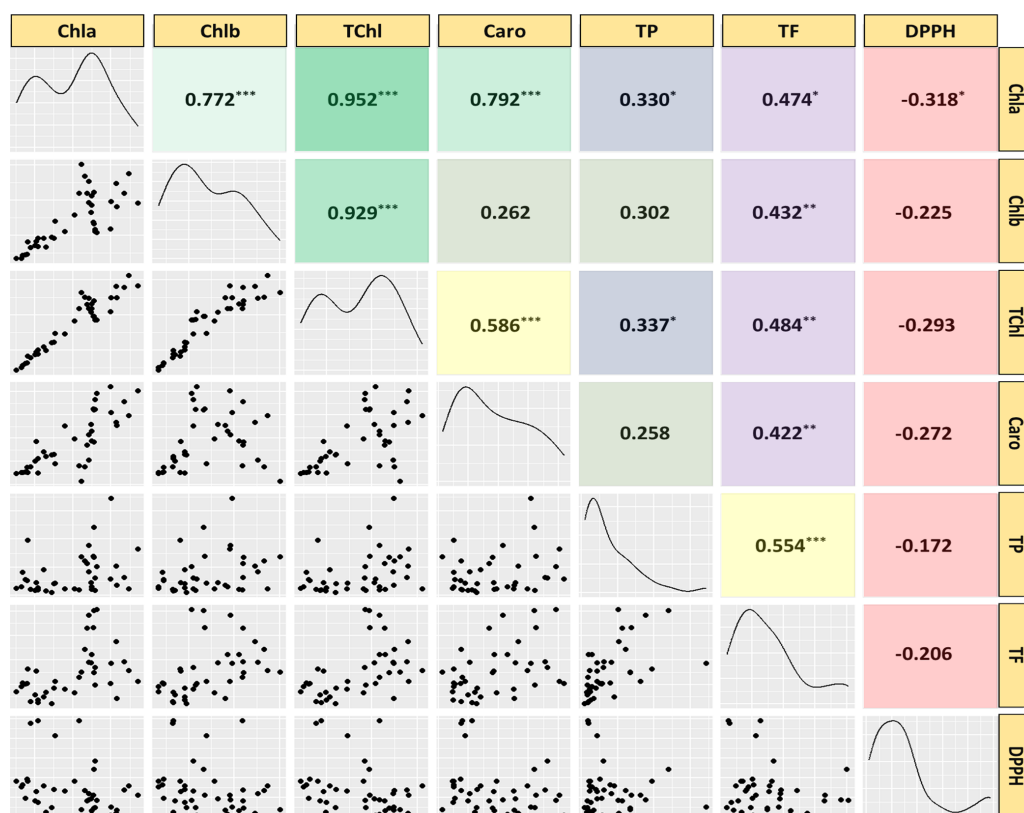 Chla Chlb TChl Caro TP TF DPPH
0.772*** 0.952*** 0.792*** 0.330* 0.474* -0.318* Chla
0.929*** 0.262 0.302 0.432** -0.225 Chlb
0.586*** 0.337* 0.484** -0.293 TChl
0.258 0.422** -0.272 Caro
0.554*** -0.172 TP
-0.206 TF
DPPH